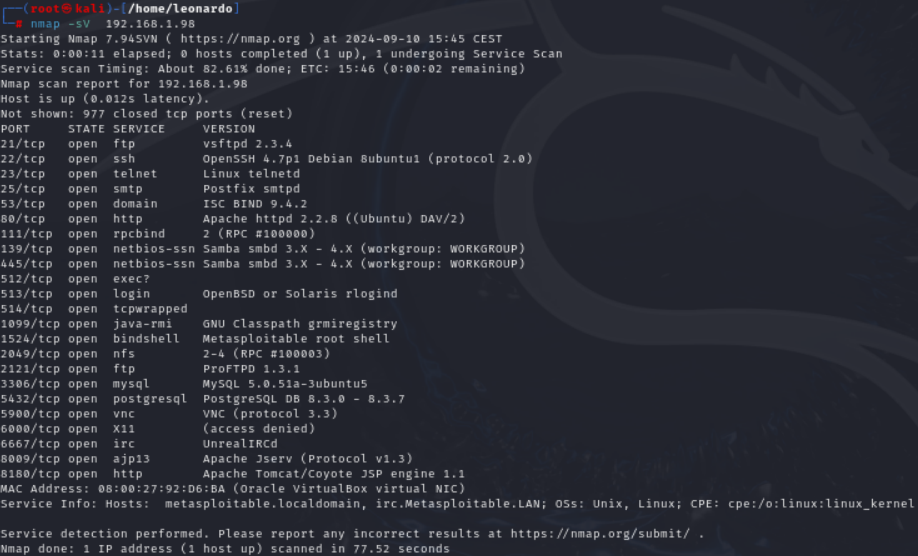 ┌──(root㉿kali)-[/home/leonardo]
└─# nmap -sV  192.168.1.98
Starting Nmap 7.94SVN ( https://nmap.org ) at 2024-09-10 15:45 CEST
Stats: 0:00:11 elapsed; 0 hosts completed (1 up), 1 undergoing Service Scan
Service scan Timing: About 82.61% done; ETC: 15:46 (0:00:02 remaining)
Nmap scan report for 192.168.1.98
Host is up (0.012s latency).
Not shown: 977 closed tcp ports (reset)
PORT     STATE SERVICE     VERSION
21/tcp   open  ftp         vsftpd 2.3.4
22/tcp   open  ssh         OpenSSH 4.7p1 Debian 8ubuntu1 (protocol 2.0)
23/tcp   open  telnet      Linux telnetd
25/tcp   open  smtp        Postfix smtpd
53/tcp   open  domain      ISC BIND 9.4.2
80/tcp   open  http        Apache httpd 2.2.8 ((Ubuntu) DAV/2)
111/tcp  open  rpcbind     2 (RPC #100000)
139/tcp  open  netbios-ssn Samba smbd 3.X - 4.X (workgroup: WORKGROUP)
445/tcp  open  netbios-ssn Samba smbd 3.X - 4.X (workgroup: WORKGROUP)
512/tcp  open  exec?
513/tcp  open  login       OpenBSD or Solaris rlogind
514/tcp  open  tcpwrapped
1099/tcp open  java-rmi    GNU Classpath grmiregistry
1524/tcp open  bindshell   Metasploitable root shell
2049/tcp open  nfs         2-4 (RPC #100003)
2121/tcp open  ftp         ProFTPD 1.3.1
3306/tcp open  mysql       MySQL 5.0.51a-3ubuntu5
5432/tcp open  postgresql  PostgreSQL DB 8.3.0 - 8.3.7
5900/tcp open  vnc         VNC (protocol 3.3)
6000/tcp open  X11         (access denied)
6667/tcp open  irc         UnrealIRCd
8009/tcp open  ajp13       Apache Jserv (Protocol v1.3)
8180/tcp open  http        Apache Tomcat/Coyote JSP engine 1.1
MAC Address: 08:00:27:92:D6:BA (Oracle VirtualBox virtual NIC)
Service Info: Hosts:  metasploitable.localdomain, irc.Metasploitable.LAN; OSs: Unix, Linux; CPE: cpe:/o:linux:linux_kernel

Service detection performed. Please report any incorrect results at https://nmap.org/submit/ .
Nmap done: 1 IP address (1 host up) scanned in 77.52 seconds